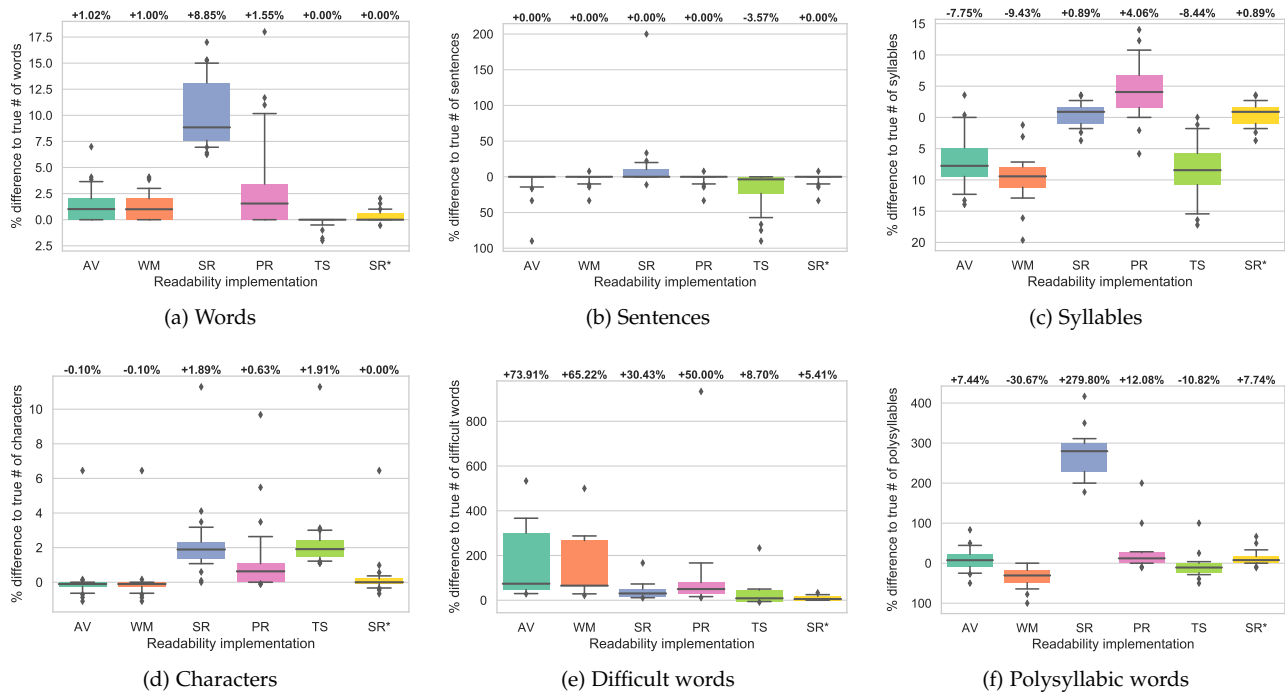 +1.02% +1.00% +8.85% +1.55% +0.00% +0.00%
% difference to true # of words
17.5
15.0
12.5
10.0
7.5
5.0
2.5
0.0
2.5
AV WM SR PR TS SR*
Readability implementation
(a) Words
+0.00% +0.00% +0.00% +0.00% -3.57% +0.00%
% difference to true # of sentences
200
150
100
50
0
50
100
AV WM SR PR TS SR*
Readability implementation
(b) Sentences
-7.75% -9.43% +0.89% +4.06% -8.44% +0.89%
% difference to true # of syllables
15
10
5
0
5
10
15
20
AV WM SR PR TS SR*
Readability implementation
(c) Syllables
-0.10% -0.10% +1.89% +0.63% +1.91% +0.00%
% difference to true # of characters
10
8
6
4
2
0
AV WM SR PR TS SR*
Readability implementation
(d) Characters
+73.91% +65.22% +30.43% +50.00% +8.70% +5.41%
% difference to true # of difficult words
800
600
400
200
0
AV WM SR PR TS SR*
Readability implementation
(e) Difficult words
+7.44% -30.67% +279.80% +12.08% -10.82% +7.74%
% difference to true # of polysyllables
400
300
200
100
0
100
AV WM SR PR TS SR*
Readability implementation
(f) Polysyllabic words